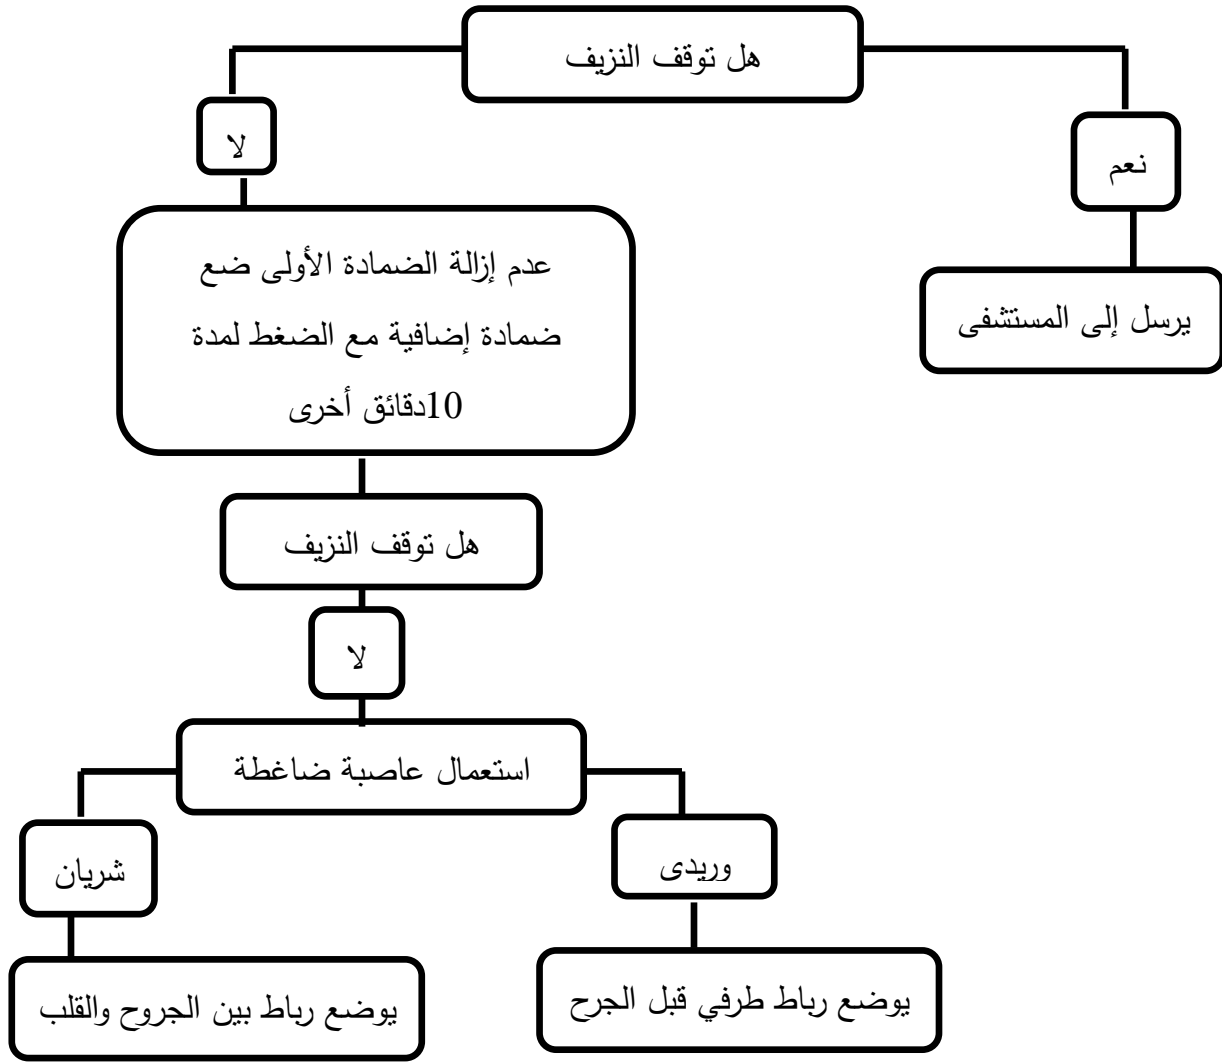 هل توقف النزيف
نعم
لا
يرسل إلى المستشفى
عدم إزالة الضمادة الأولى ضع
ضمادة إضافية مع الضغط لمدة
10دقائق أخرى
هل توقف النزيف
لا
استعمال عاصبة ضاغطة
وريدى
شريان
يوضع رباط طرفي قبل الجرح
يوضع رباط بين الجروح والقلب